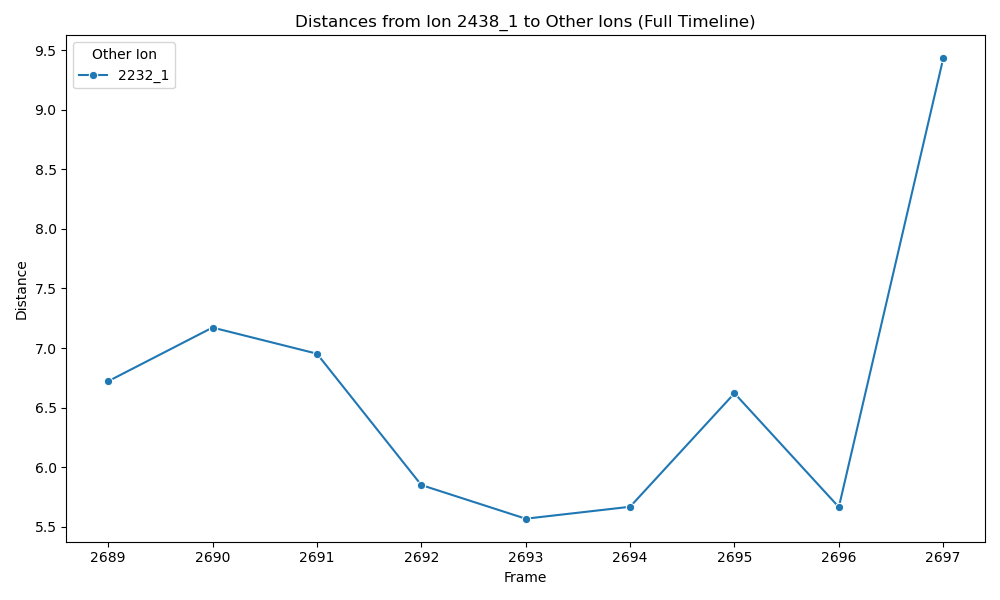 Distances from Ion 2438_1 to Other Ions (Full Timeline)
Other Ion
2232_1
9.5
9.0
8.5
8.0
7.5
7.0
6.5
6.0
5.5
Distance
2689 2690 2691 2692 2693 2694 2695 2696 2697
Frame